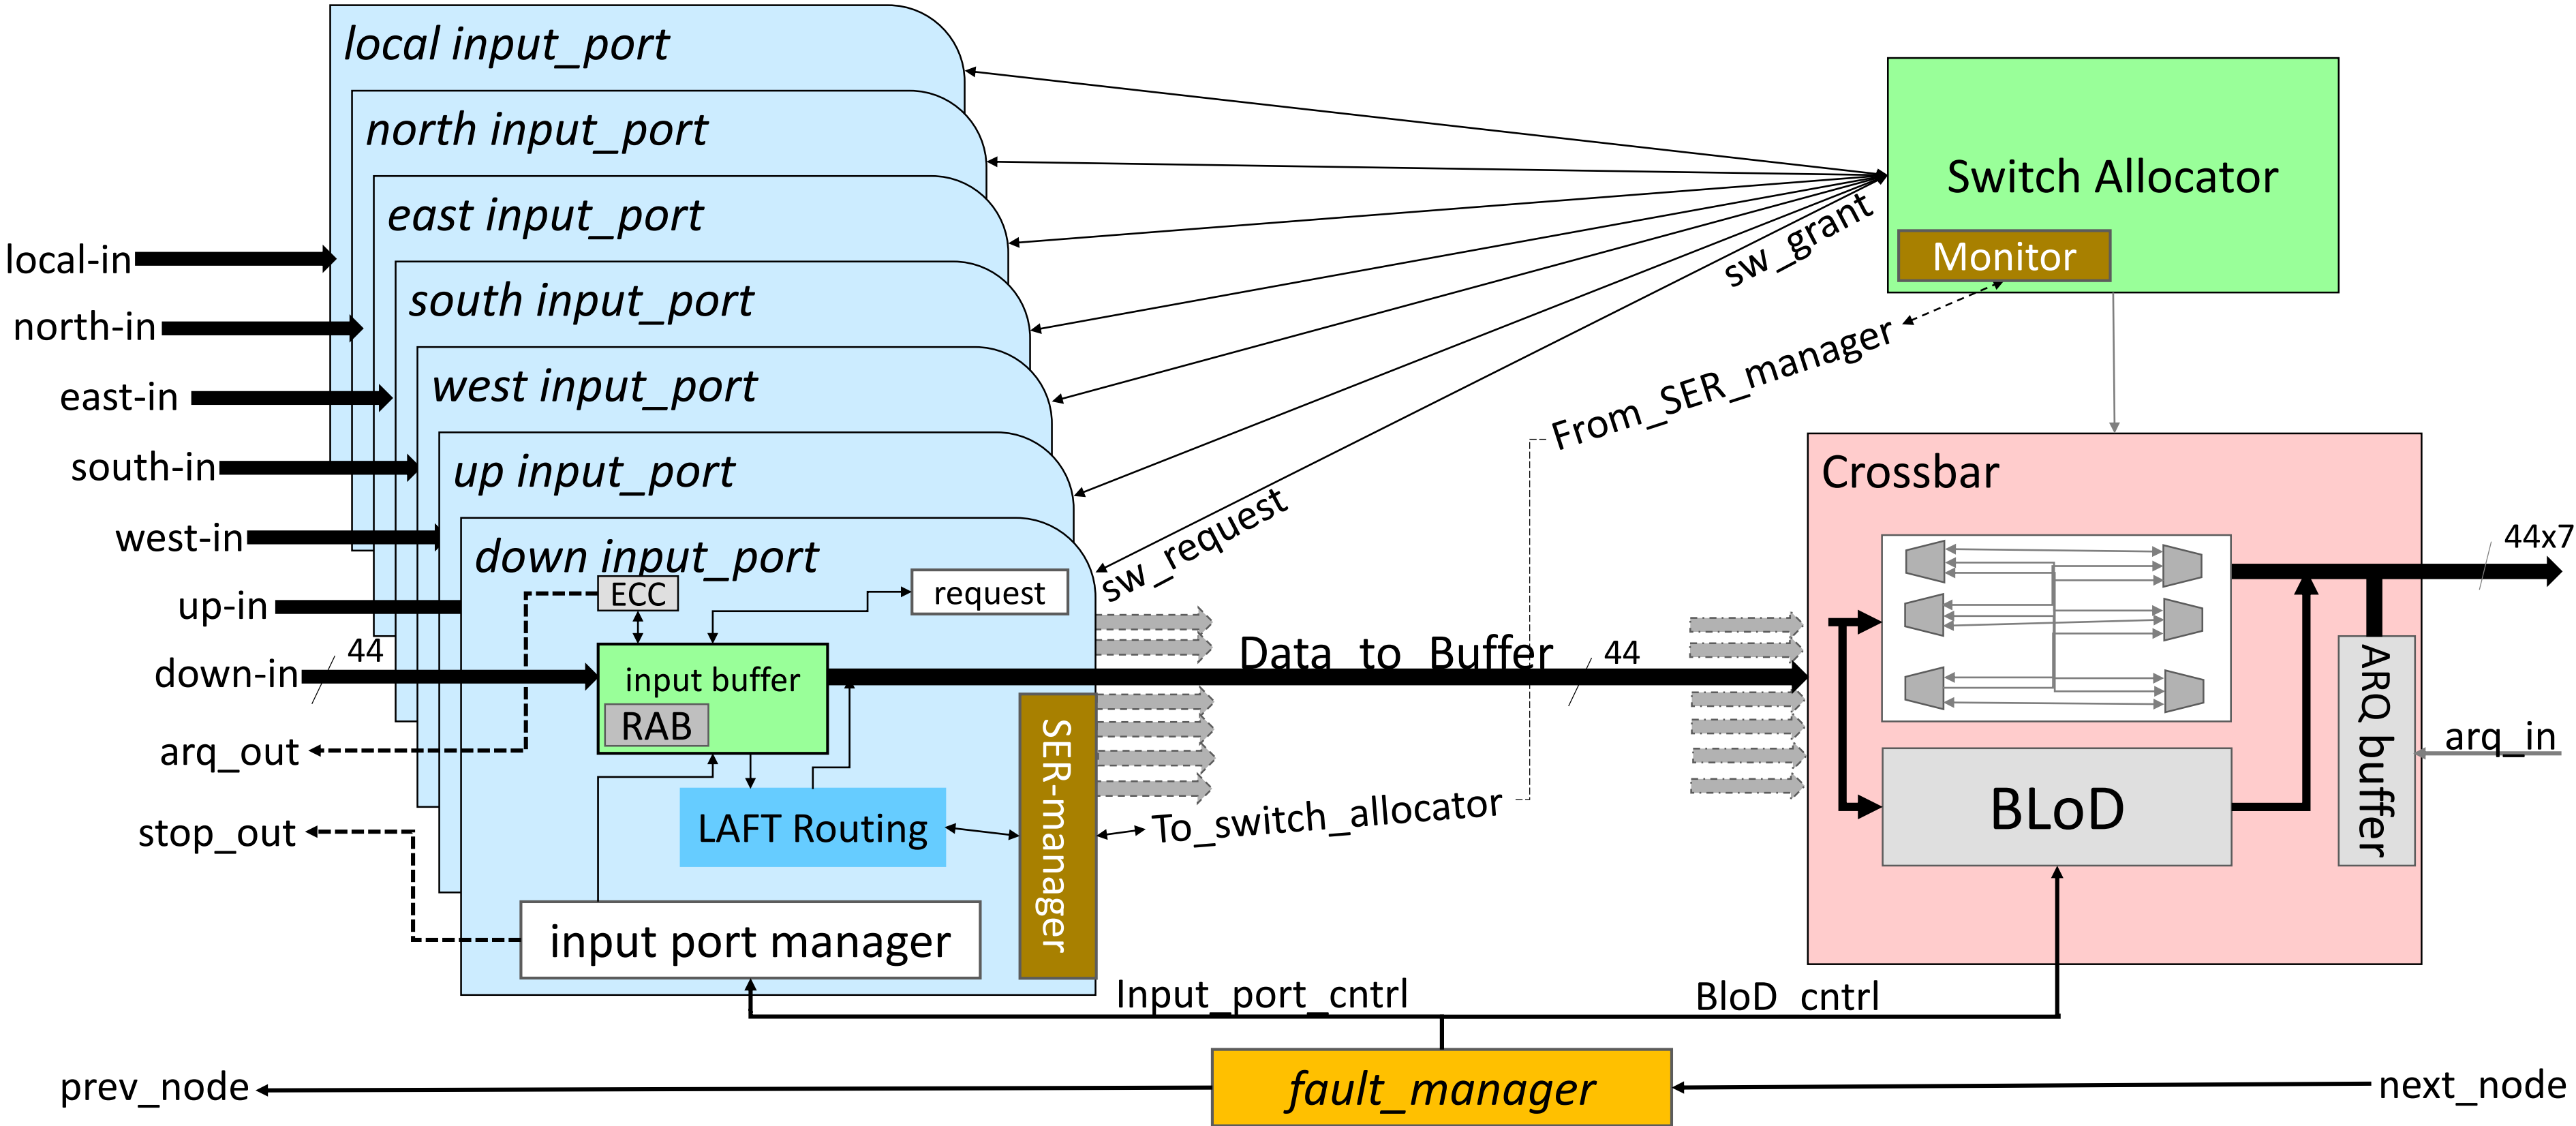 local input_port
north input_port
east input_port
south input_port
west input_port
up input_port
down input_port
local-in
north-in
east-in
south-in
west-in
up-in
down-in
44
arq_out
stop_out
ECC
request
input buffer
RAB
LAFT Routing
SER-manager
input port manager
sw_grant
sw_request
Switch Allocator
Monitor
From_SER_manager
To_switch_allocator
Data_to_Buffer
44
Crossbar
BLoD
ARQ buffer
44x7
arq_in
Input_port_cntrl
BloD_cntrl
fault_manager
prev_node
next_node